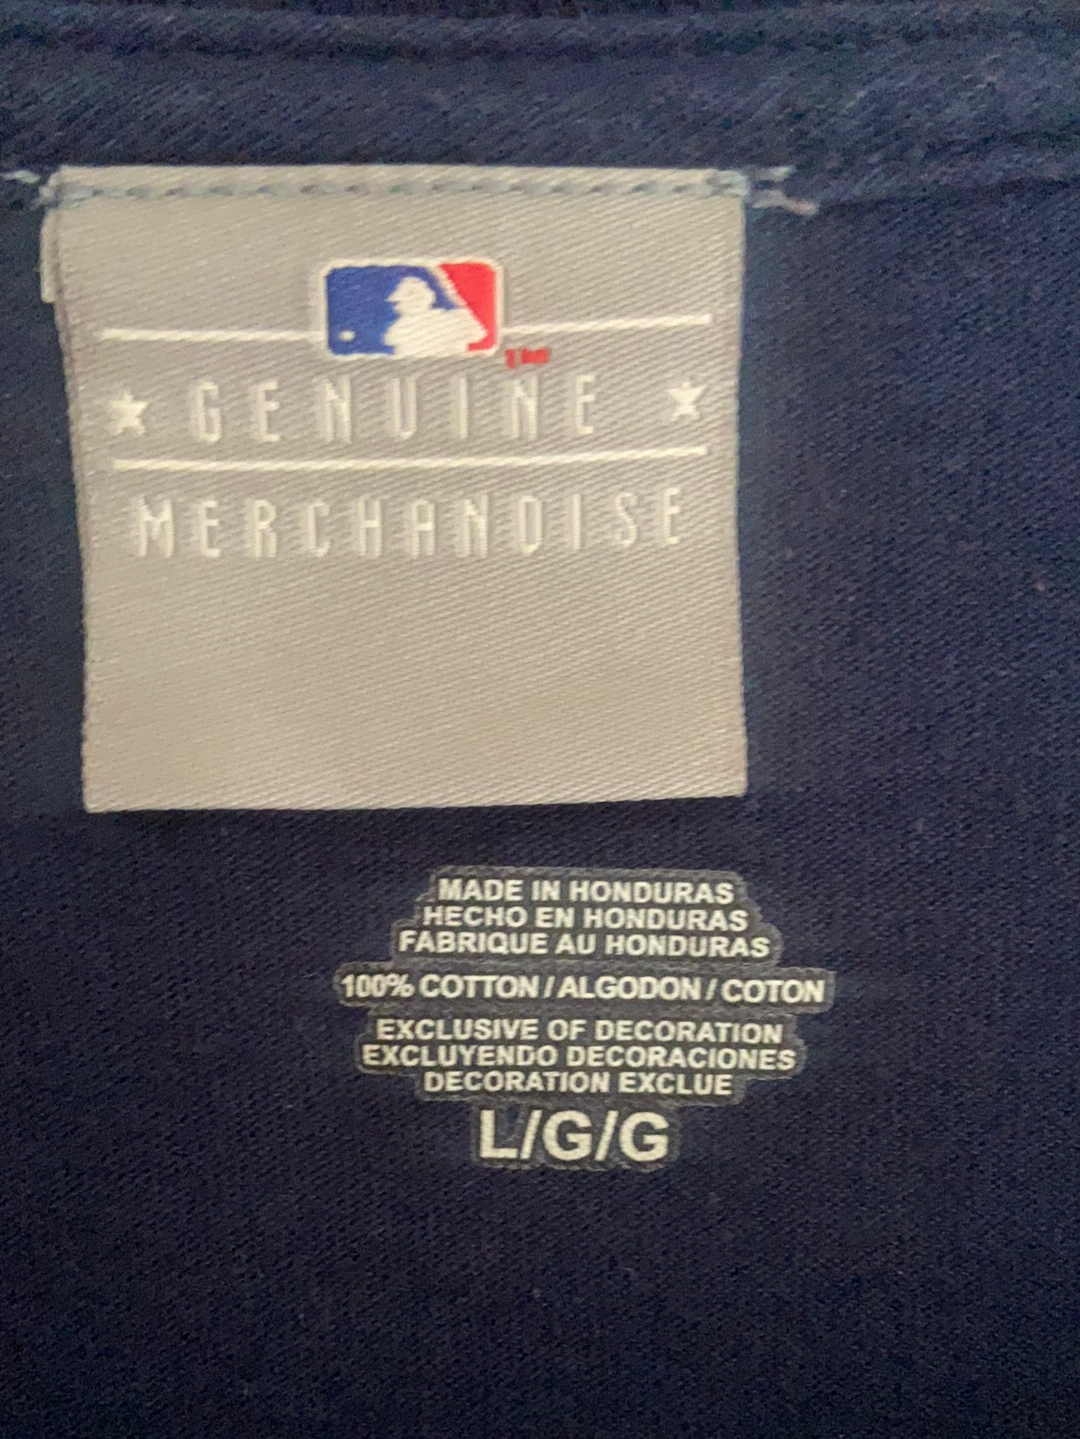 TM
★ GENUINE ★
MERCHANDISE
MADE IN HONDURAS
HECHO EN HONDURAS
FABRIQUE AU HONDURAS
100% COTTON / ALGODON / COTON
EXCLUSIVE OF DECORATION
EXCLUYENDO DECORACIONES
DECORATION EXCLUE
L/G/G